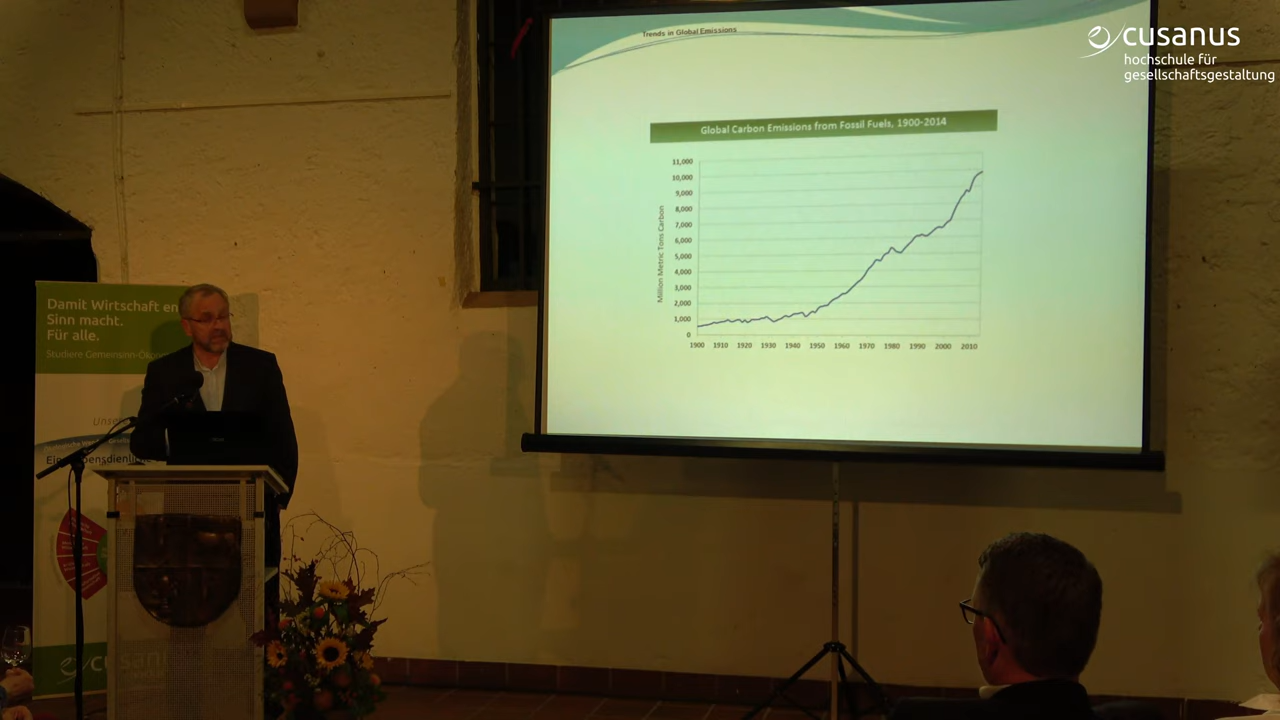 Trends in Global Emissions
cusanus
hochschule für
gesellschaftsgestaltung
Global Carbon Emissions from Fossil Fuels, 1900-2014
Million Metric Tons Carbon
11,000
10,000
9,000
8,000
7,000
6,000
5,000
4,000
3,000
2,000
1,000
0
1900 1910 1920 1930 1940 1950 1960 1970 1980 1990 2000 2010
Damit Wirtschaft
Sinn macht.
Für alle.
Studiere
cusanu